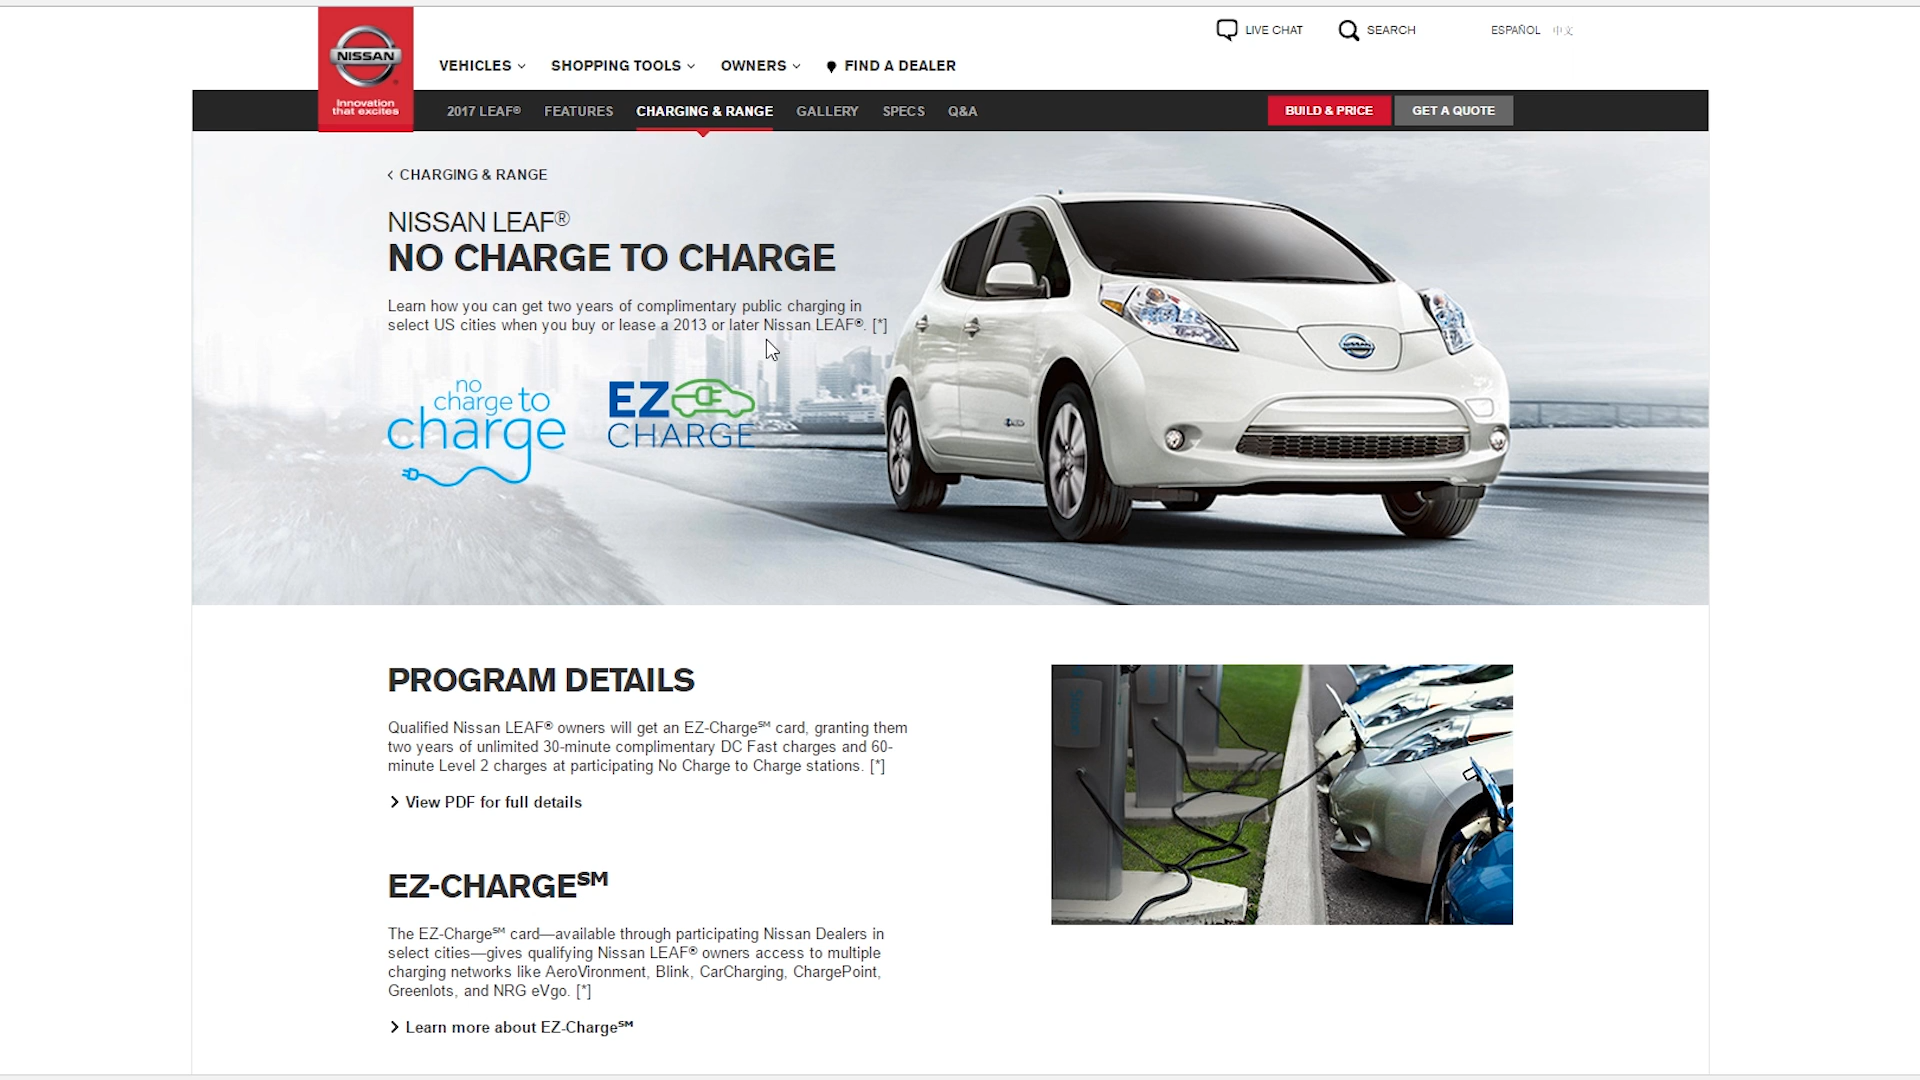 LIVE CHAT
SEARCH
ESPAÑOL
中文
NISSAN
Innovation
that excites
VEHICLES
SHOPPING TOOLS
OWNERS
FIND A DEALER
2017 LEAF®
FEATURES
CHARGING & RANGE
GALLERY
SPECS
Q&A
BUILD & PRICE
GET A QUOTE
< CHARGING & RANGE
NISSAN LEAF®
NO CHARGE TO CHARGE
Learn how you can get two years of complimentary public charging in
select US cities when you buy or lease a 2013 or later Nissan LEAF®. [*]
no
charge to
charge
EZ
CHARGE
NISSAN
PROGRAM DETAILS
Qualified Nissan LEAF® owners will get an EZ-Charge℠ card, granting them
two years of unlimited 30-minute complimentary DC Fast charges and 60-
minute Level 2 charges at participating No Charge to Charge stations. [*]
> View PDF for full details
EZ-CHARGE℠
The EZ-Charge℠ card—available through participating Nissan Dealers in
select cities—gives qualifying Nissan LEAF® owners access to multiple
charging networks like AeroVironment, Blink, CarCharging, ChargePoint,
Greenlots, and NRG eVgo. [*]
> Learn more about EZ-Charge℠